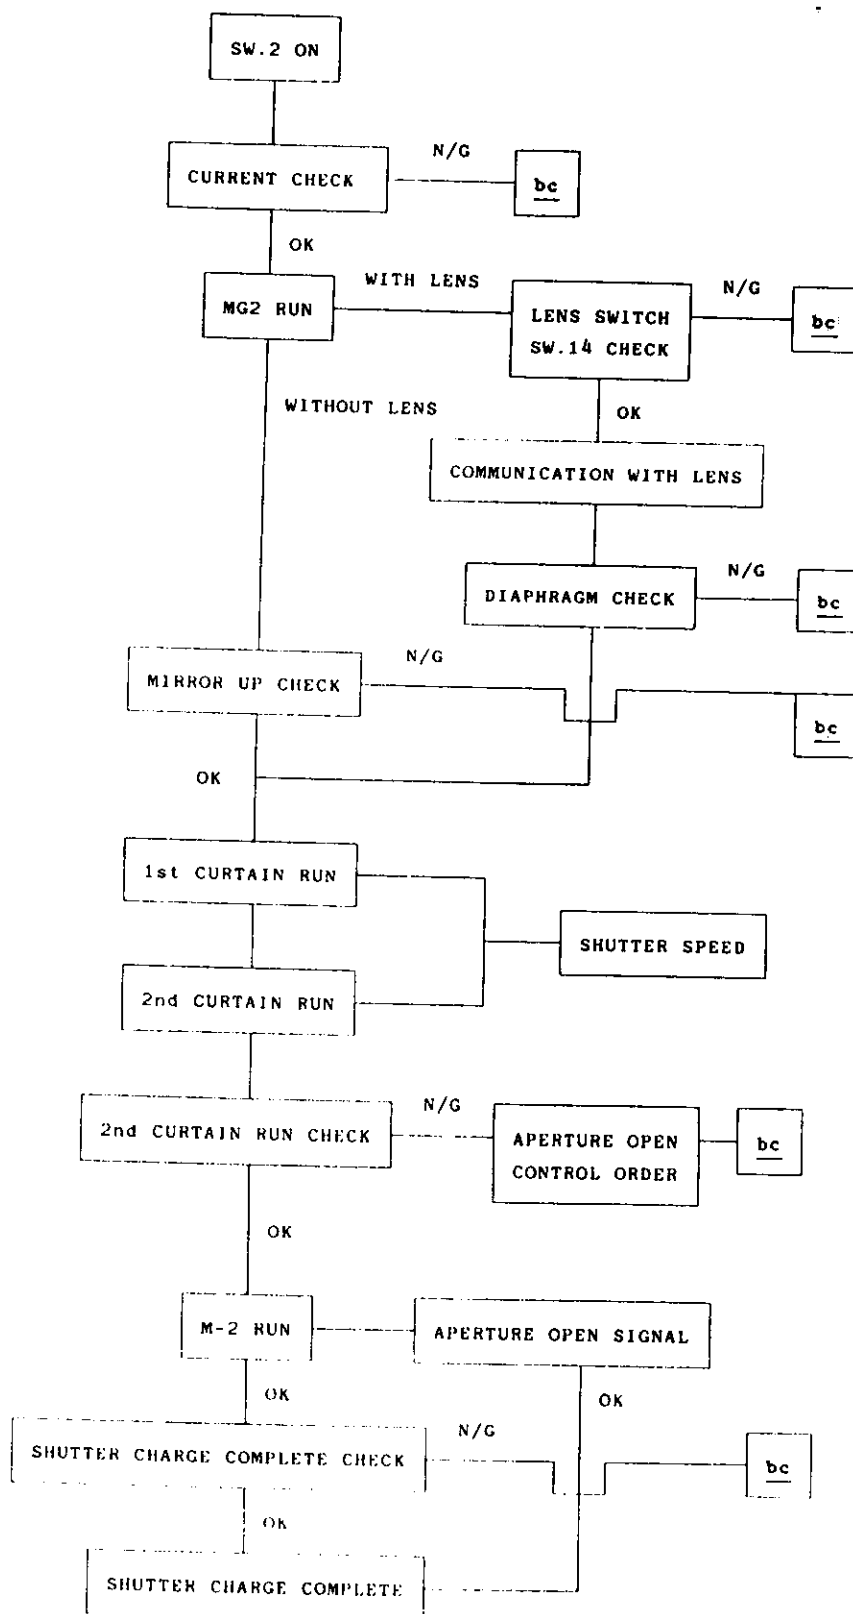 SW.2 ON
N/G
CURRENT CHECK
bc
OK
WITH LENS
N/G
MG2 RUN
LENS SWITCH
SW.14 CHECK
bc
WITHOUT LENS
OK
COMMUNICATION WITH LENS
N/G
DIAPHRAGM CHECK
bc
N/G
MIRROR UP CHECK
bc
OK
1st CURTAIN RUN
SHUTTER SPEED
2nd CURTAIN RUN
N/G
2nd CURTAIN RUN CHECK
APERTURE OPEN
CONTROL ORDER
bc
OK
M-2 RUN
APERTURE OPEN SIGNAL
OK
OK
N/G
SHUTTER CHARGE COMPLETE CHECK
bc
OK
SHUTTER CHARGE COMPLETE